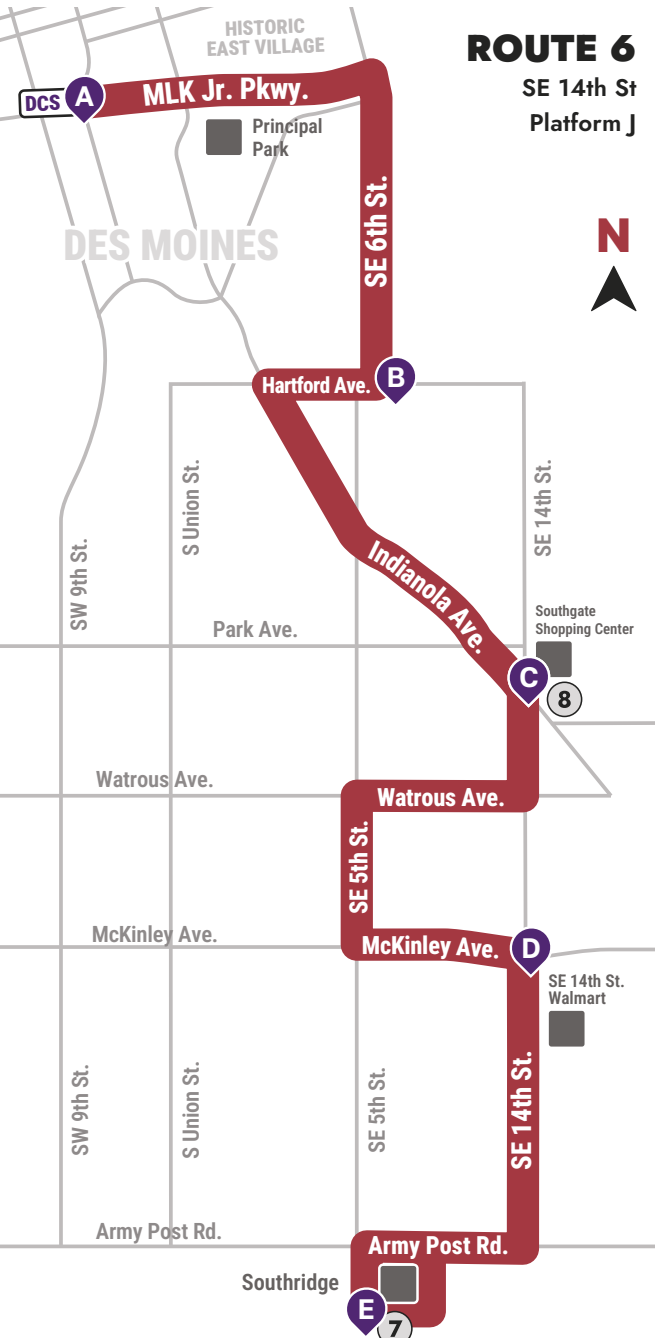 HISTORIC
EAST VILLAGE
ROUTE 6
SE 14th St
Platform J
DCS
A
MLK Jr. Pkwy.
Principal
Park
DES MOINES
SE 6th St.
N
Hartford Ave.
B
S Union St.
SE 14th St.
SW 9th St.
Indianola Ave.
Park Ave.
Southgate
Shopping Center
C
8
Watrous Ave.
Watrous Ave.
SE 5th St.
McKinley Ave.
McKinley Ave.
D
SE 14th St.
Walmart
SW 9th St.
S Union St.
SE 5th St.
SE 14th St.
Army Post Rd.
Army Post Rd.
Southridge
E
7